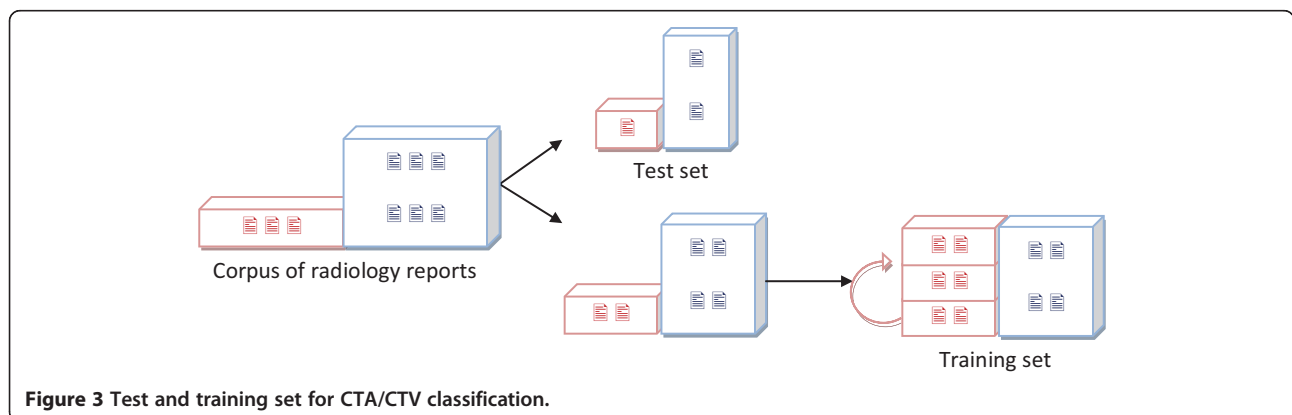 Test set
Corpus of radiology reports
Training set
Figure 3 Test and training set for CTA/CTV classification.